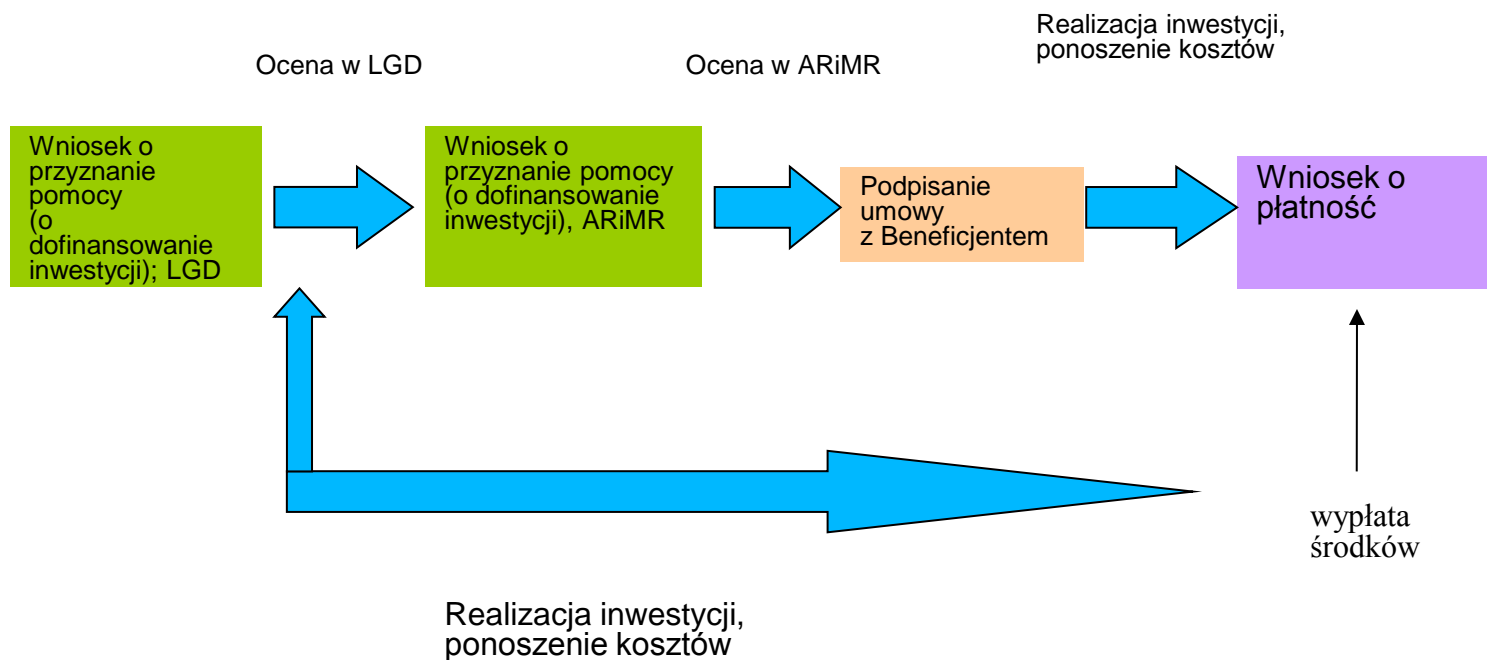 Ocena w LGD
Ocena w ARiMR
Realizacja inwestycji,
ponoszenie kosztów
Wniosek o
przyznanie
pomocy
(o
dofinansowanie
inwestycji); LGD
Wniosek o
przyznanie pomocy
(o dofinansowanie
inwestycji), ARiMR
Podpisanie
umowy
z Beneficjentem
Wniosek o
płatność
wypłata
środków
Realizacja inwestycji,
ponoszenie kosztów